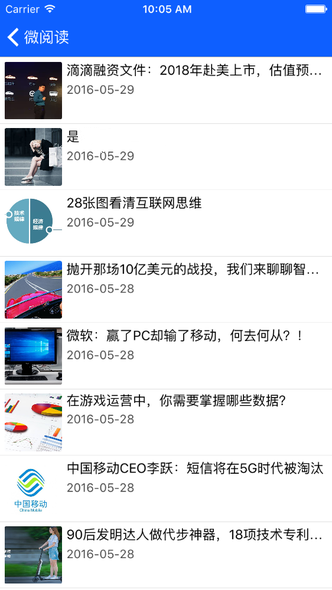 Carrier 10:05 AM
微阅读
滴滴融资文件：2018年赴美上市，估值预...
2016-05-29
是
2016-05-29
28张图看清互联网思维
2016-05-29
技术
经济
抛开那场10亿美元的战投，我们来聊聊智...
2016-05-28
微软：赢了PC却输了移动，何去何从？！
2016-05-28
在游戏运营中，你需要掌握哪些数据?
2016-05-28
中国移动CEO李跃：短信将在5G时代被淘汰
2016-05-28
中国移动
China Mobile
90后发明达人做代步神器，18项技术专利...
2016-05-28